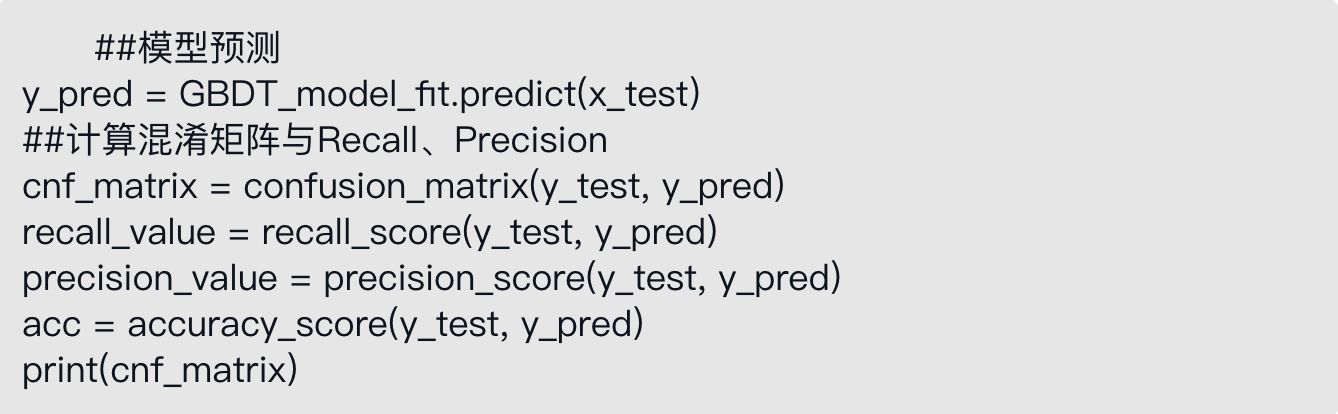 ##模型预测
y_pred = GBDT_model_fit.predict(x_test)
##计算混淆矩阵与Recall、Precision
cnf_matrix = confusion_matrix(y_test, y_pred)
recall_value = recall_score(y_test, y_pred)
precision_value = precision_score(y_test, y_pred)
acc = accuracy_score(y_test, y_pred)
print(cnf_matrix)